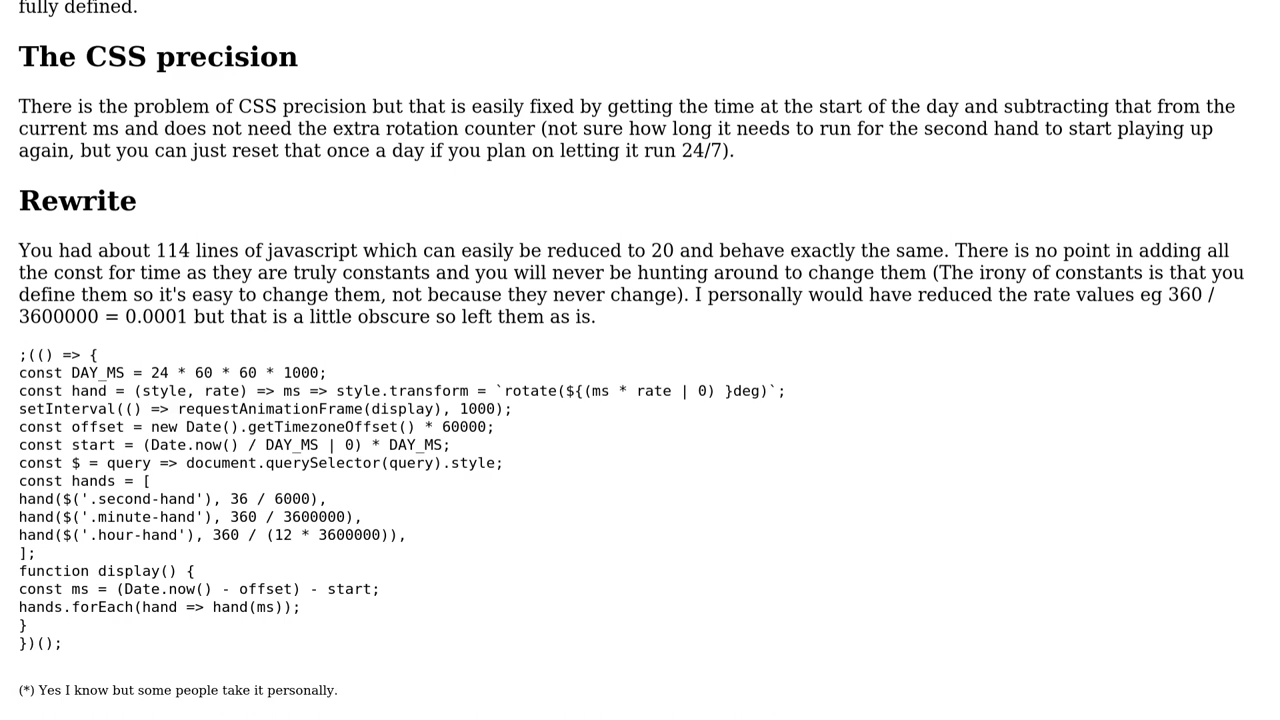 fully defined.
The CSS precision
There is the problem of CSS precision but that is easily fixed by getting the time at the start of the day and subtracting that from the
current ms and does not need the extra rotation counter (not sure how long it needs to run for the second hand to start playing up
again, but you can just reset that once a day if you plan on letting it run 24/7).
Rewrite
You had about 114 lines of javascript which can easily be reduced to 20 and behave exactly the same. There is no point in adding all
the const for time as they are truly constants and you will never be hunting around to change them (The irony of constants is that you
define them so it's easy to change them, not because they never change). I personally would have reduced the rate values eg 360 /
3600000 = 0.0001 but that is a little obscure so left them as is.
;(() => {
const DAY_MS = 24 * 60 * 60 * 1000;
const hand = (style, rate) => ms => style.transform = `rotate(${(ms * rate | 0) }deg)`;
setInterval(() => requestAnimationFrame(display), 1000);
const offset = new Date().getTimezoneOffset() * 60000;
const start = (Date.now() / DAY_MS | 0) * DAY_MS;
const $ = query => document.querySelector(query).style;
const hands = [
hand($('.second-hand'), 36 / 6000),
hand($('.minute-hand'), 360 / 3600000),
hand($('.hour-hand'), 360 / (12 * 3600000)),
];
function display() {
const ms = (Date.now() - offset) - start;
hands.forEach(hand => hand(ms));
}
})();
(*) Yes I know but some people take it personally.